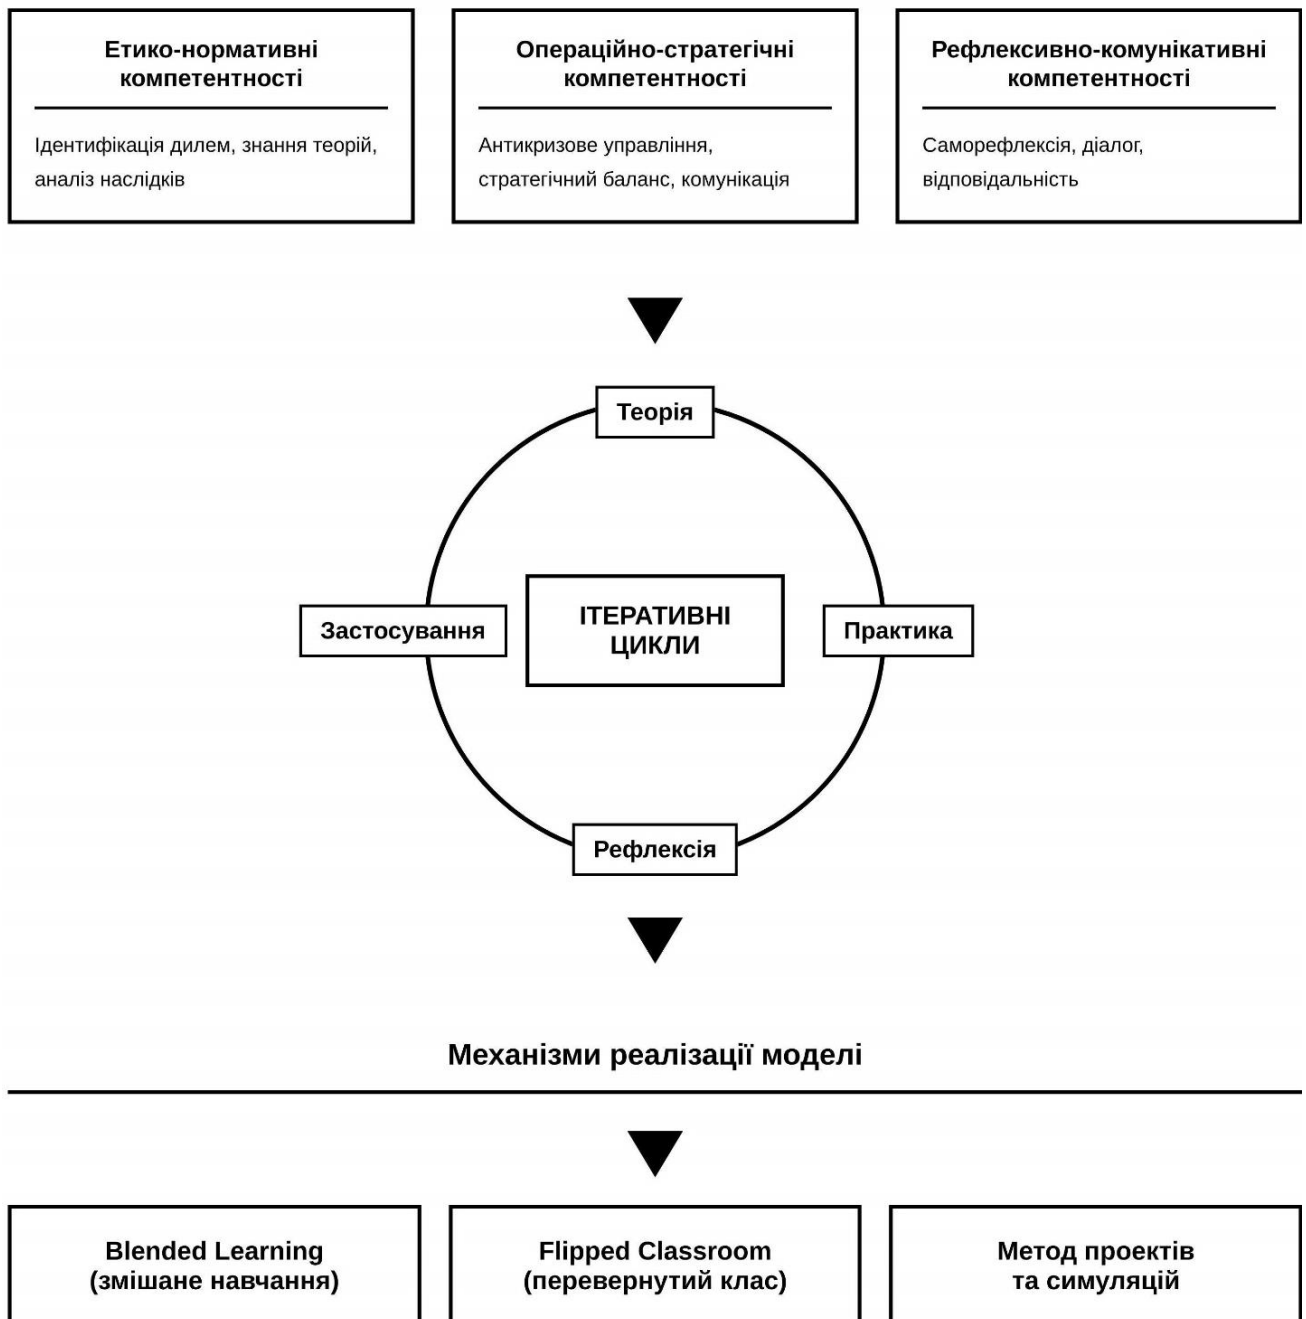 Етико-нормативні
компетентності
Ідентифікація дилем, знання теорій,
аналіз наслідків
Операційно-стратегічні
компетентності
Антикризове управління,
стратегічний баланс, комунікація
Рефлексивно-комунікативні
компетентності
Саморефлексія, діалог,
відповідальність
Теорія
Застосування
ІТЕРАТИВНІ
ЦИКЛИ
Практика
Рефлексія
Механізми реалізації моделі
Blended Learning
(змішане навчання)
Flipped Classroom
(перевернутий клас)
Метод проектів
та симуляцій